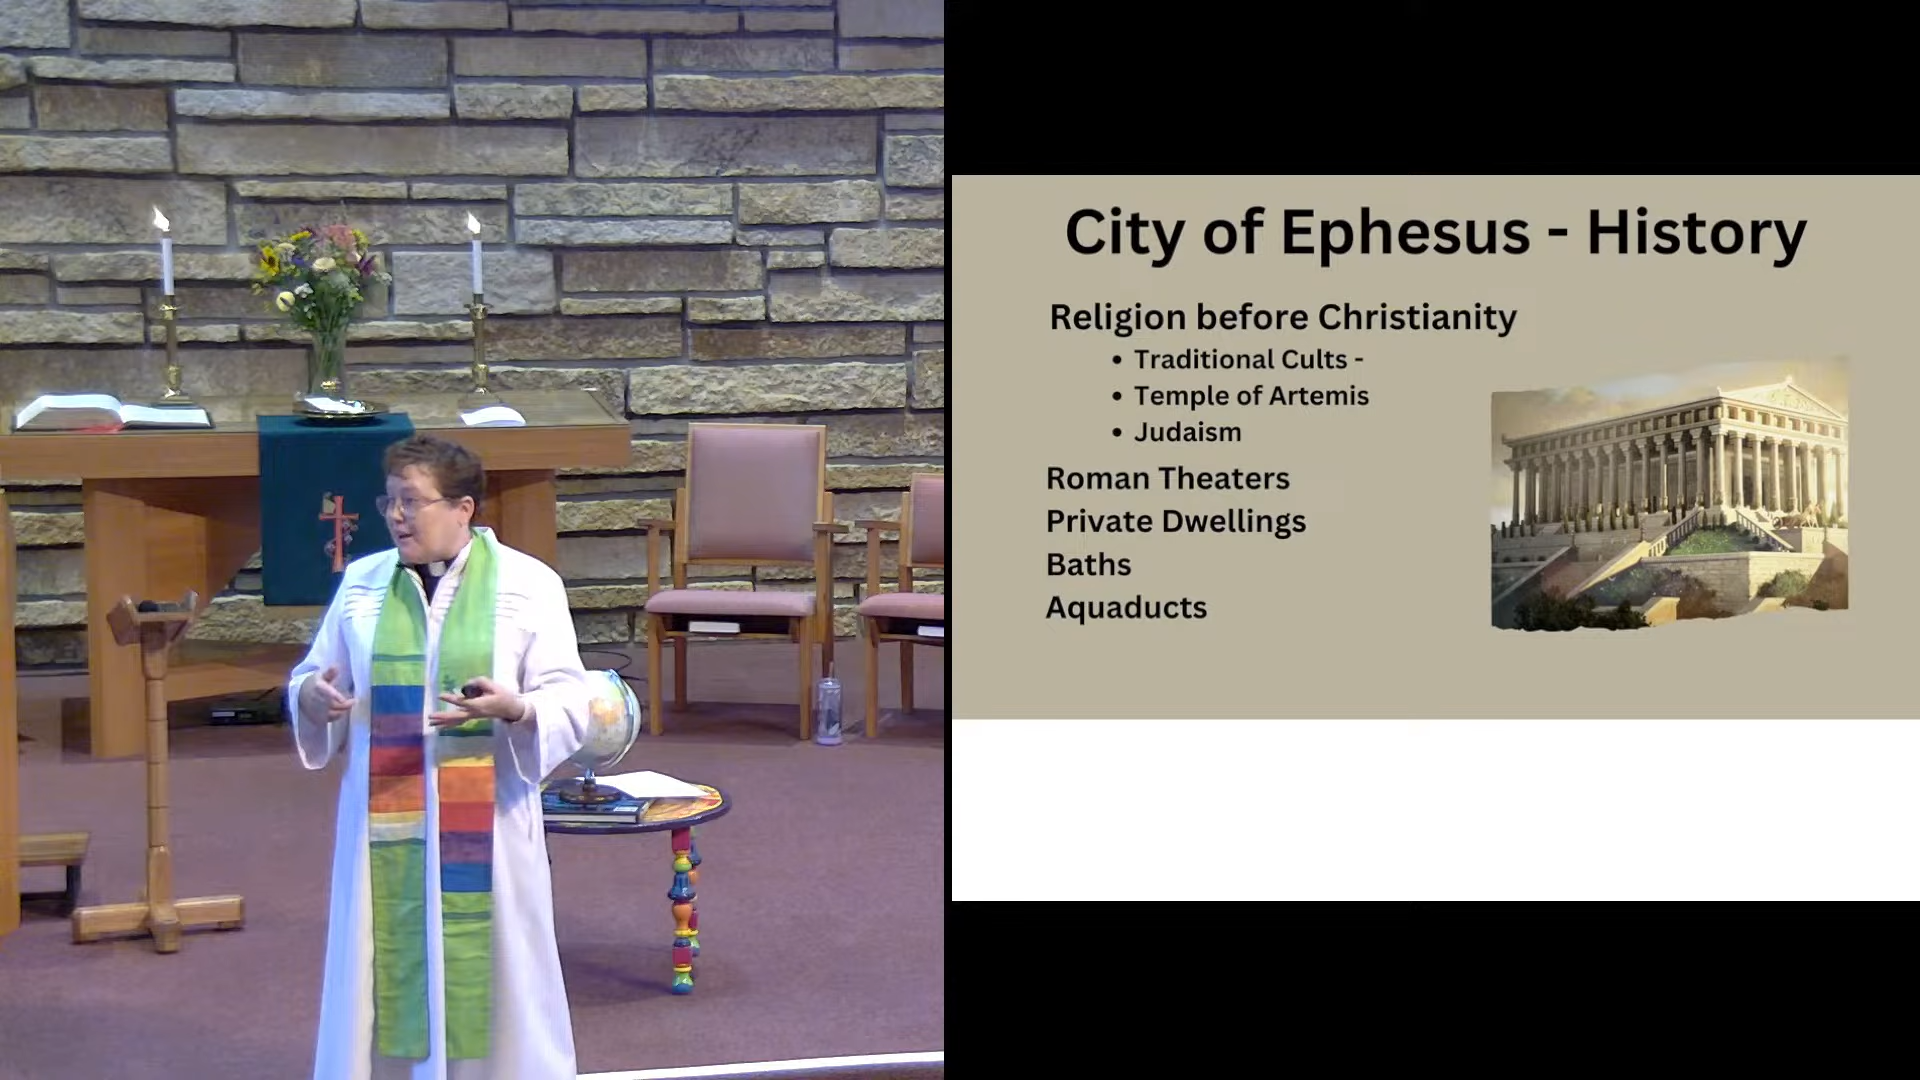 City of Ephesus - History
Religion before Christianity
• Traditional Cults -
• Temple of Artemis
• Judaism
Roman Theaters
Private Dwellings
Baths
Aquaducts